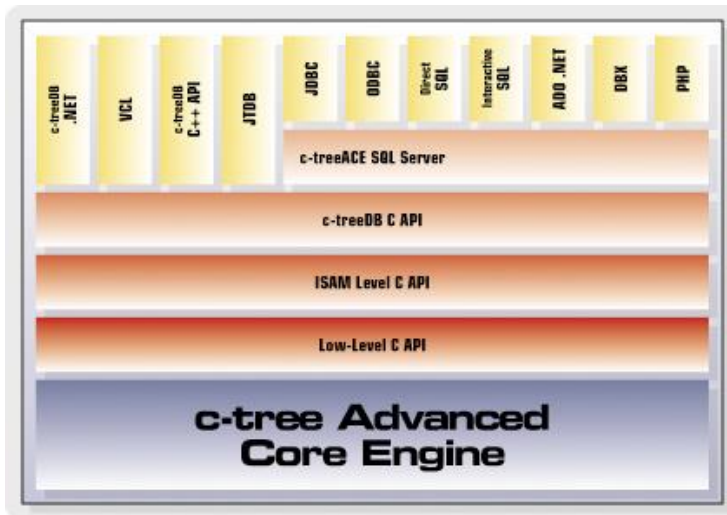 c-treeDB
.NET
VCL
c-treeDB
C++ API
JTDB
JDBC
ODBC
Direct
SQL
Interactive
SQL
ADO .NET
DBX
PHP
c-treeACE SQL Server
c-treeDB C API
ISAM Level C API
Low-Level C API
c-tree Advanced
Core Engine